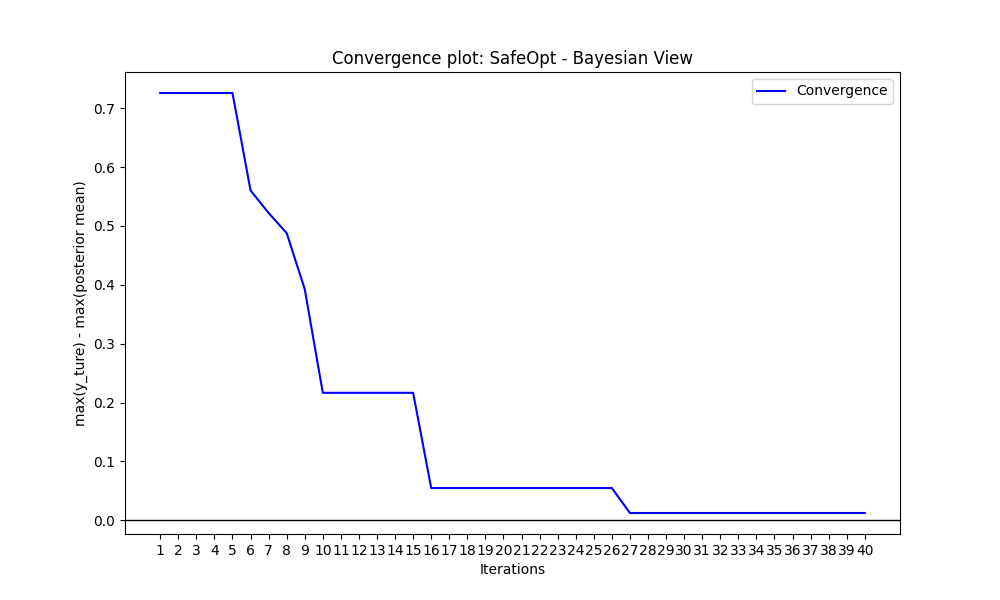 Convergence plot: SafeOpt - Bayesian View
Convergence
max(y_ture) - max(posterior mean)
0.7
0.6
0.5
0.4
0.3
0.2
0.1
0.0
1 2 3 4 5 6 7 8 9 10 11 12 13 14 15 16 17 18 19 20 21 22 23 24 25 26 27 28 29 30 31 32 33 34 35 36 37 38 39 40
Iterations